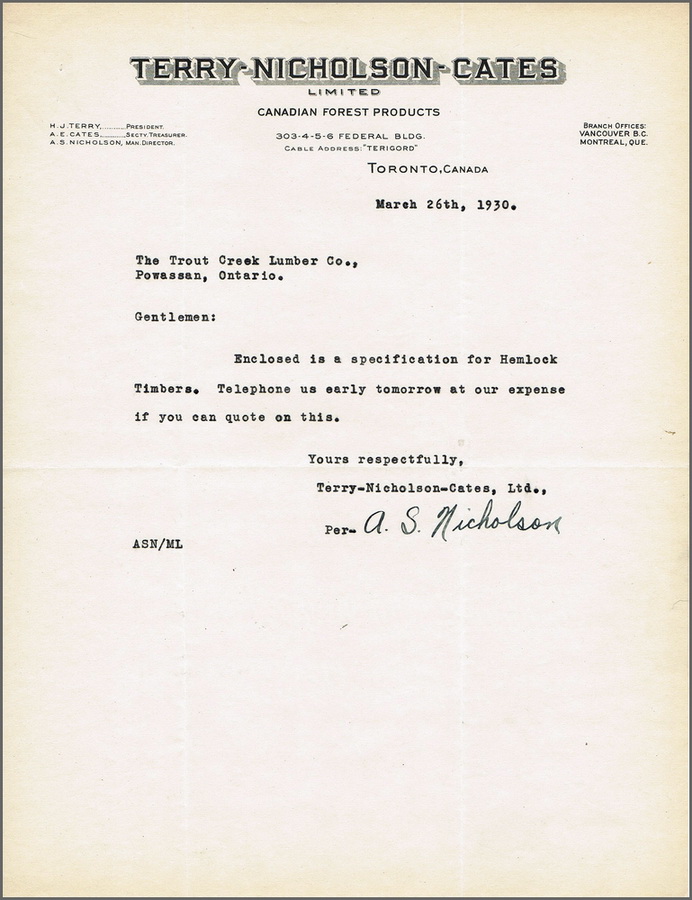 TERRY-NICHOLSON-CATES
LIMITED
CANADIAN FOREST PRODUCTS
H.J. TERRY, .......... PRESIDENT.
A.E. CATES, .......... SECTY. TREASURER.
A.S. NICHOLSON, MAN. DIRECTOR.
303-4-5-6 FEDERAL BLDG.
CABLE ADDRESS: "TERIGORD"
BRANCH OFFICES:
VANCOUVER B.C.
MONTREAL, QUE.
TORONTO, CANADA
March 26th, 1930.
The Trout Creek Lumber Co.,
Powassan, Ontario.
Gentlemen:
Enclosed is a specification for Hemlock
Timbers. Telephone us early tomorrow at our expense
if you can quote on this.
Yours respectfully,
Terry-Nicholson-Cates, Ltd.,
Per- A. S. Nicholson
ASN/ML